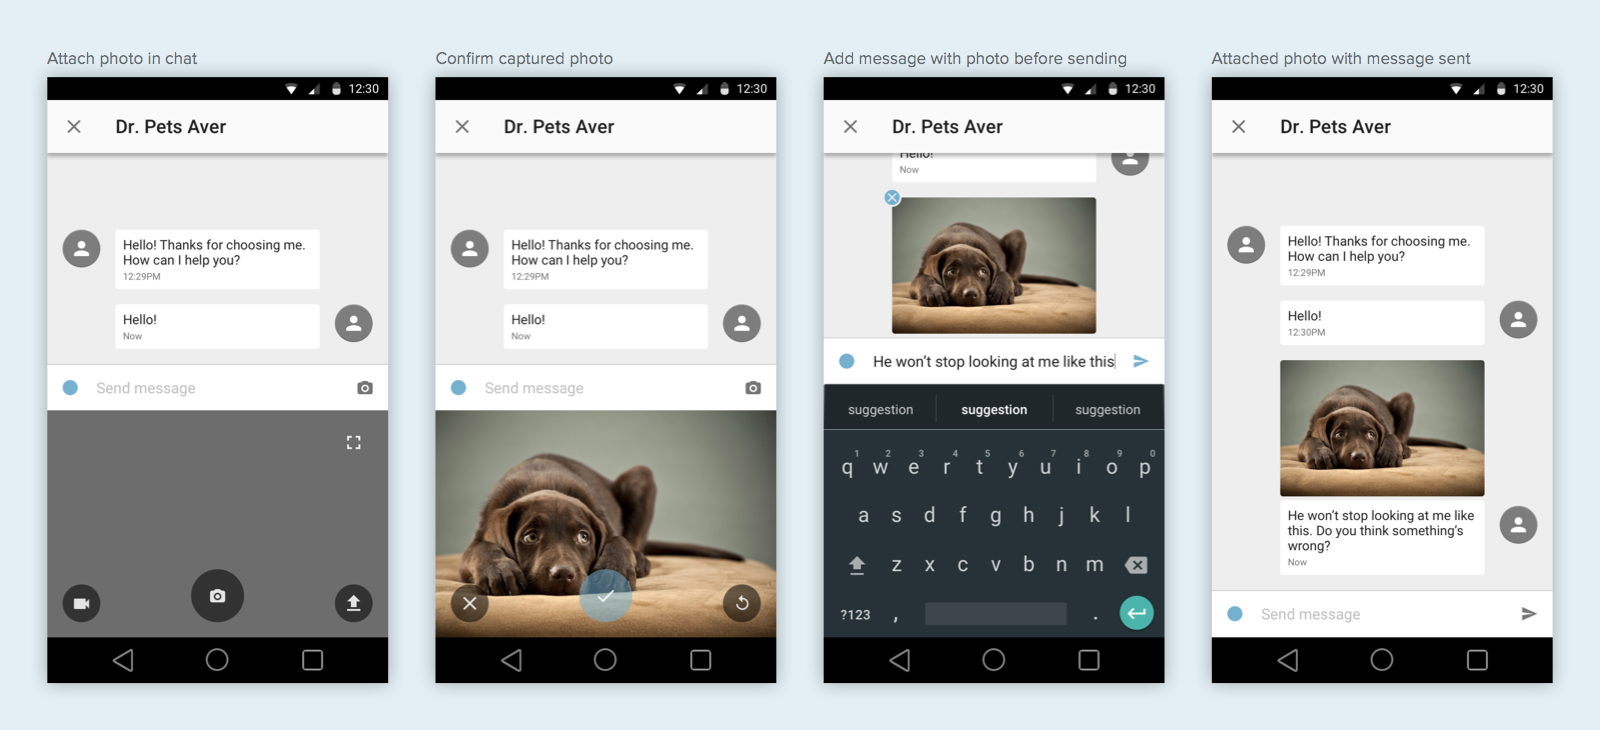 Attach photo in chat
12:30
Dr. Pets Aver
Hello! Thanks for choosing me.
How can I help you?
12:29PM
Hello!
Now
Send message
Confirm captured photo
12:30
Dr. Pets Aver
Hello! Thanks for choosing me.
How can I help you?
12:29PM
Hello!
Now
Send message
Add message with photo before sending
12:30
Dr. Pets Aver
Hello!
Now
He won’t stop looking at me like this
suggestion suggestion suggestion
1 2 3 4 5 6 7 8 9 0
q w e r t y u i o p
a s d f g h j k l
z x c v b n m
?123 , .
Attached photo with message sent
12:30
Dr. Pets Aver
Hello! Thanks for choosing me.
How can I help you?
12:29PM
Hello!
12:30PM
He won’t stop looking at me like
this. Do you think something’s
wrong?
Now
Send message